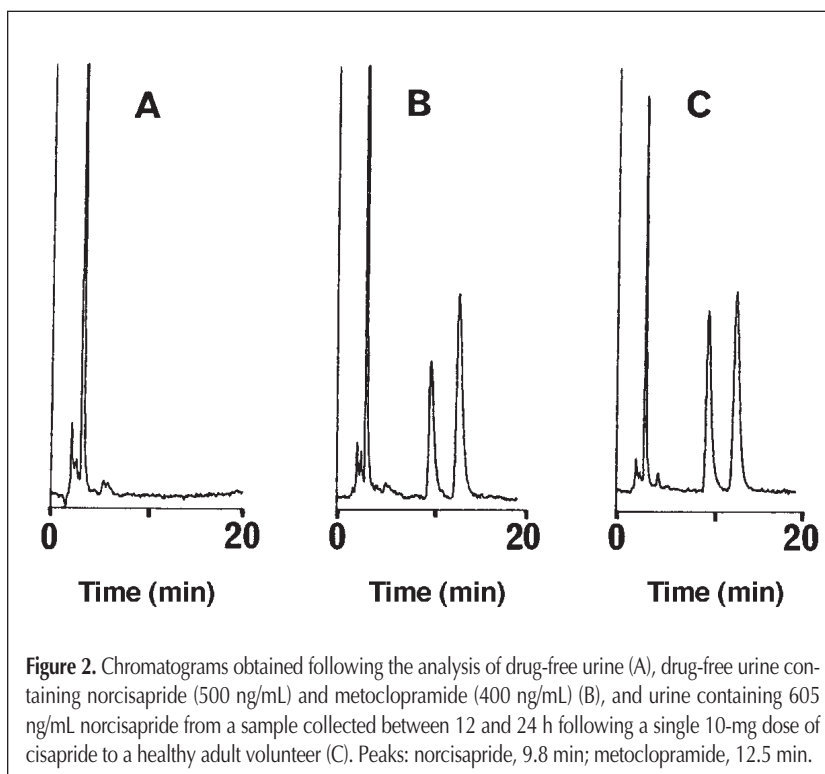 A
B
C
0
20
0
20
0
20
Time (min)
Time (min)
Time (min)
Figure 2. Chromatograms obtained following the analysis of drug-free urine (A), drug-free urine con-
taining norcisapride (500 ng/mL) and metoclopramide (400 ng/mL) (B), and urine containing 605
ng/mL norcisapride from a sample collected between 12 and 24 h following a single 10-mg dose of
cisapride to a healthy adult volunteer (C). Peaks: norcisapride, 9.8 min; metoclopramide, 12.5 min.